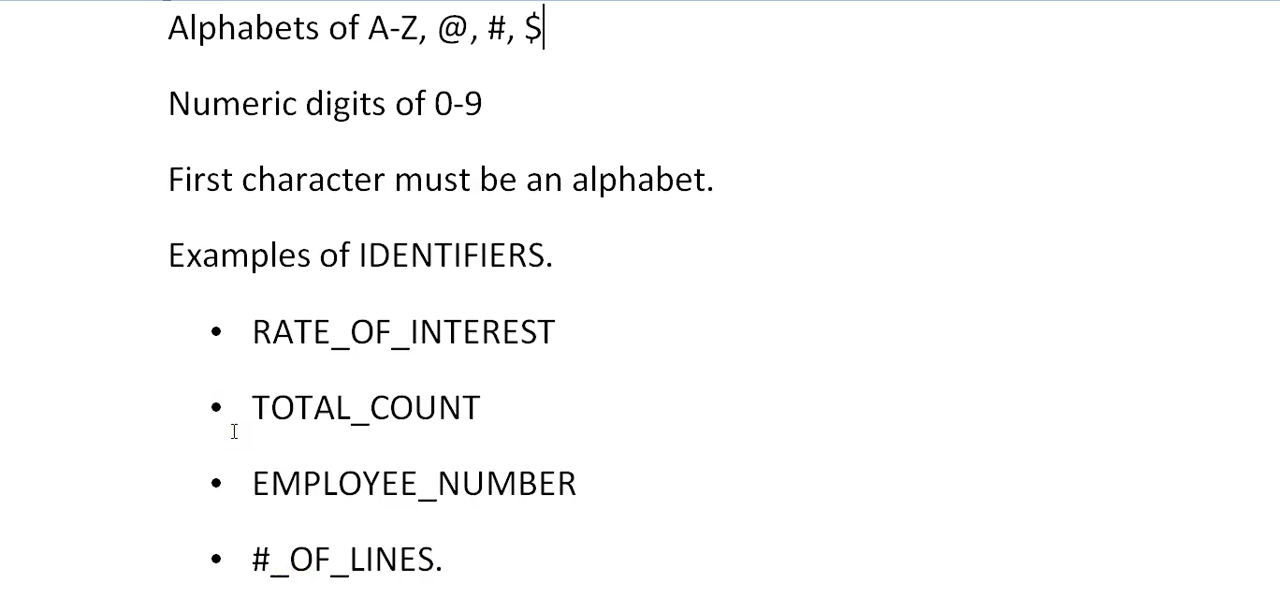 Alphabets of A-Z, @, #, $
Numeric digits of 0-9
First character must be an alphabet.
Examples of IDENTIFIERS.
• RATE_OF_INTEREST
• TOTAL_COUNT
• EMPLOYEE_NUMBER
• #_OF_LINES.